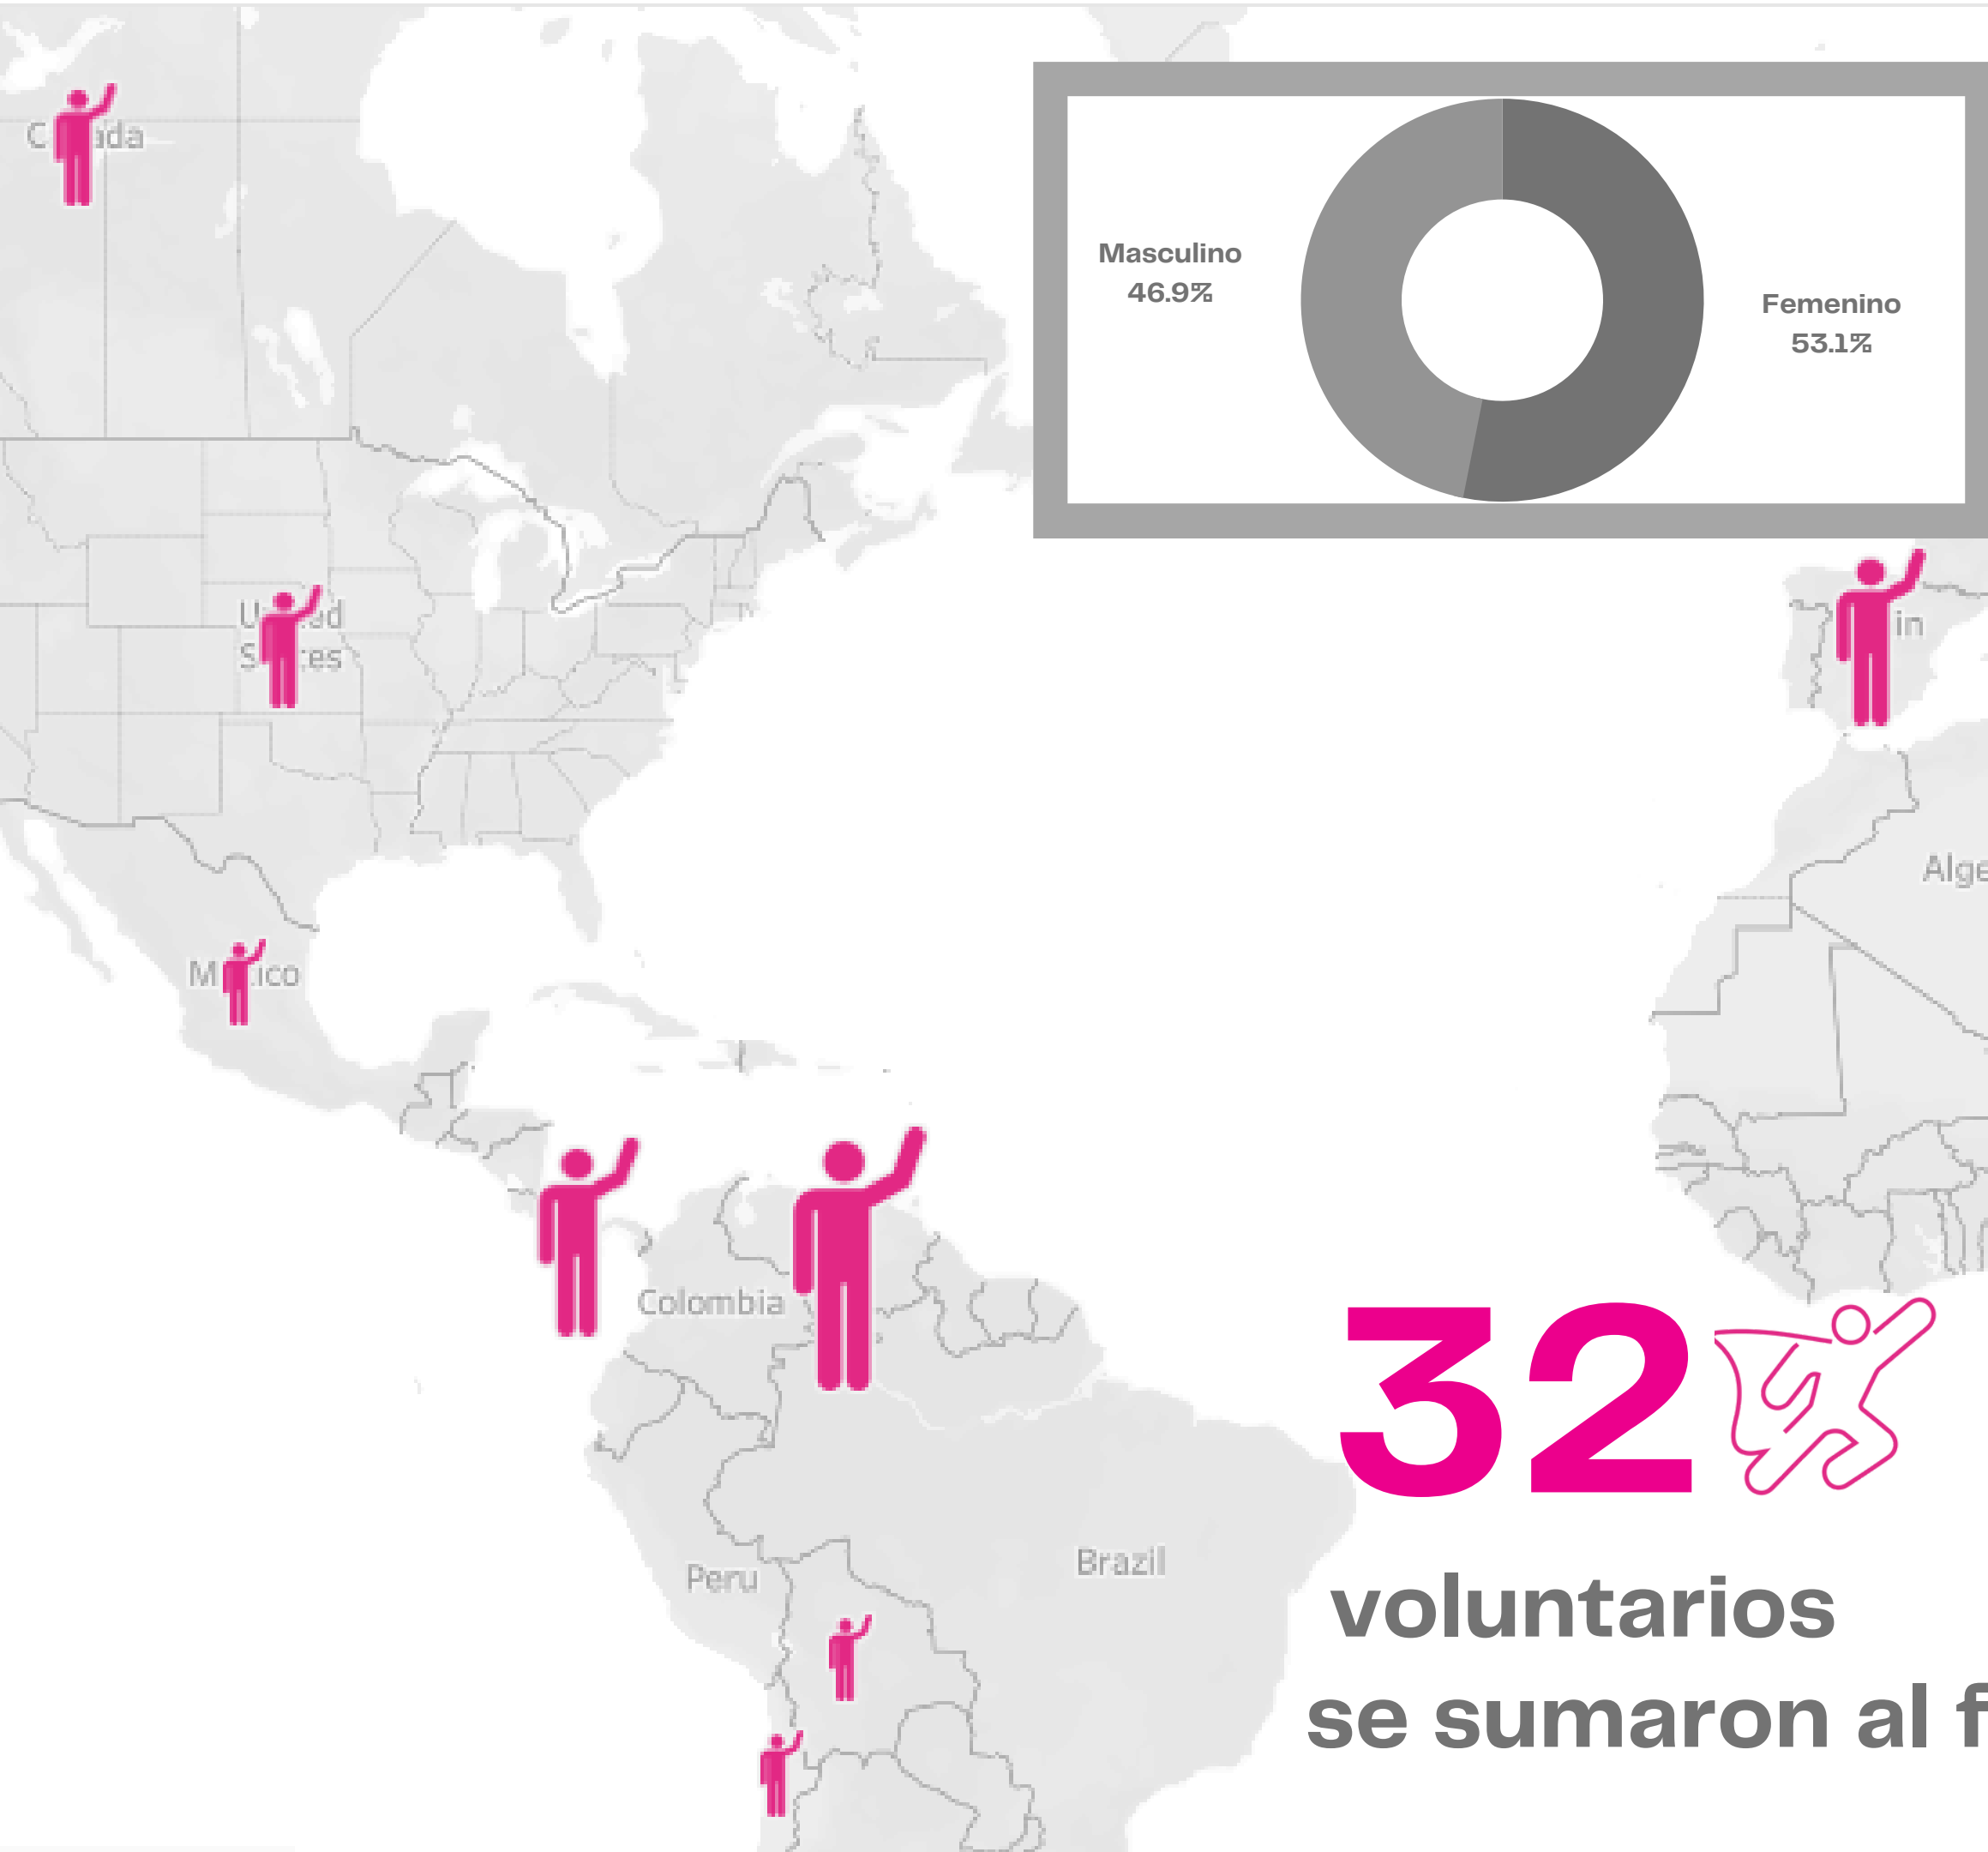 Masculino
46.9%
Femenino
53.1%
Colombia
Peru
Brazil
32
voluntarios
se sumaron al f